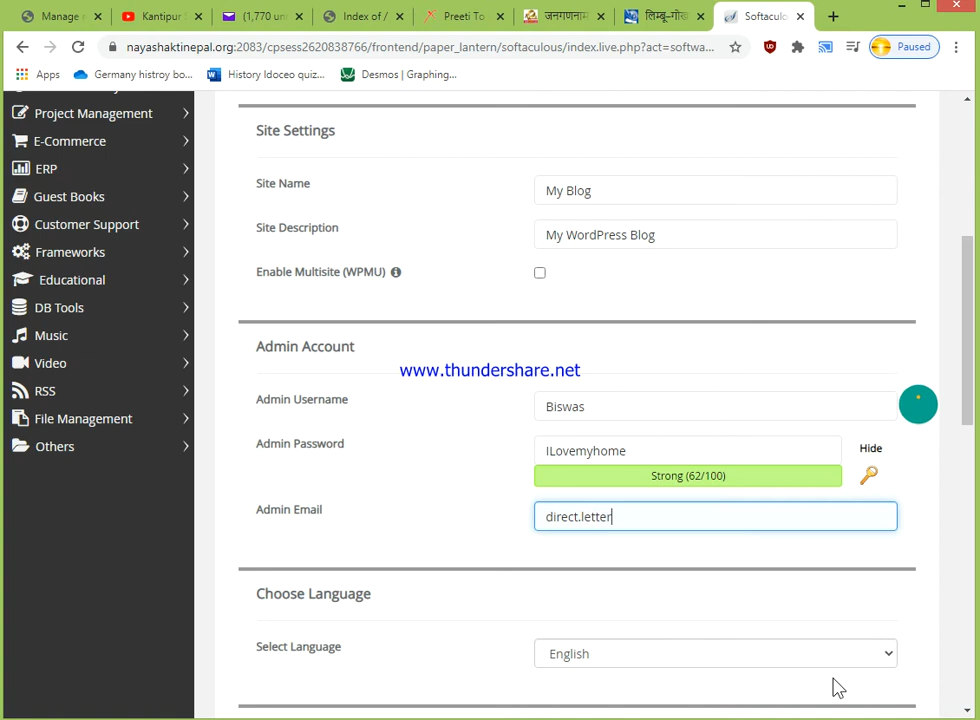 Manage
Kantipur
(1,770 un
Index of /
Preeti To
जनगणनाम
लिम्बू–गोर
Softaculo
nayashaktinepal.org:2083/cpsess2620838766/frontend/paper_lantern/softaculous/index.live.php?act=softwa...
Paused
Apps
Germany histroy bo...
History Idoceo quiz...
Desmos | Graphing...
Project Management
E-Commerce
ERP
Guest Books
Customer Support
Frameworks
Educational
DB Tools
Music
Video
RSS
File Management
Others
Site Settings
Site Name
My Blog
Site Description
My WordPress Blog
Enable Multisite (WPMU)
Admin Account
www.thundershare.net
Admin Username
Biswas
Admin Password
ILovemyhome
Hide
Strong (62/100)
Admin Email
direct.letter
Choose Language
Select Language
English